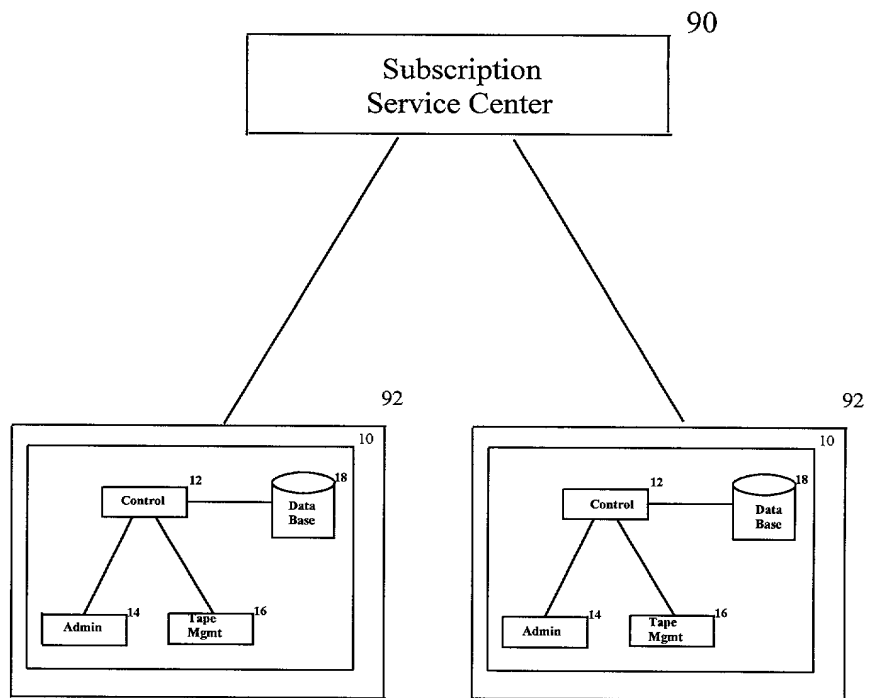 90
Subscription
Service Center
92
10
12
Control
18
Data
Base
14
Admin
16
Tape
Mgmt
92
10
12
Control
18
Data
Base
14
Admin
16
Tape
Mgmt